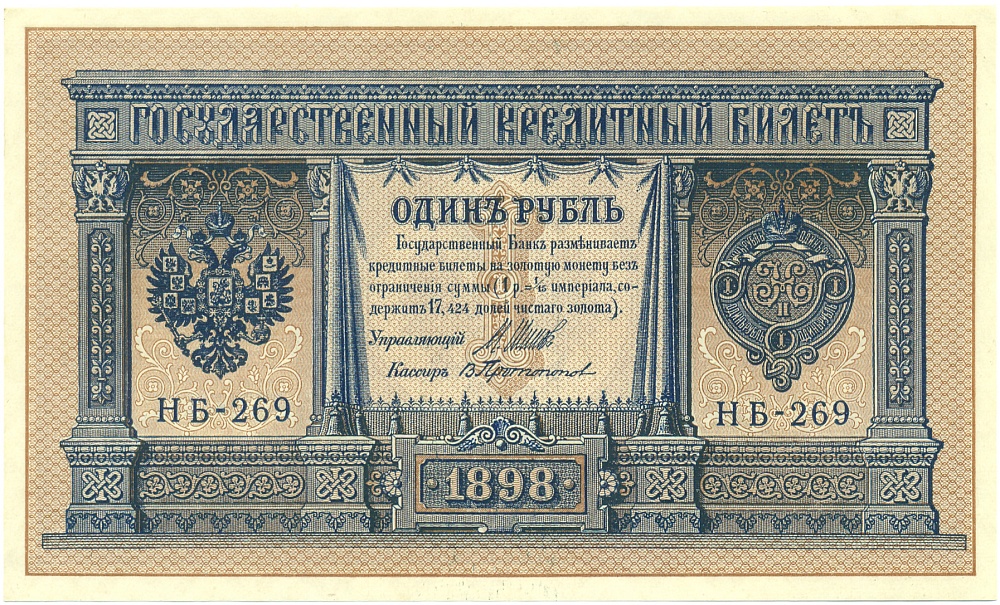 ГОСУДАРСТВЕННЫЙ КРЕДИТНЫЙ БИЛЕТЪ
ОДИНЪ РУБЛЬ
Государственный Банкъ размѣниваетъ
кредитные билеты на золотую монету безъ
ограниченія суммы (1 р.=1/15 имперіала, со-
держитъ 17,424 долей чистаго золота).
Управляющій
Кассиръ В Протопопов
НБ-269
I I
I
НБ-269
1898